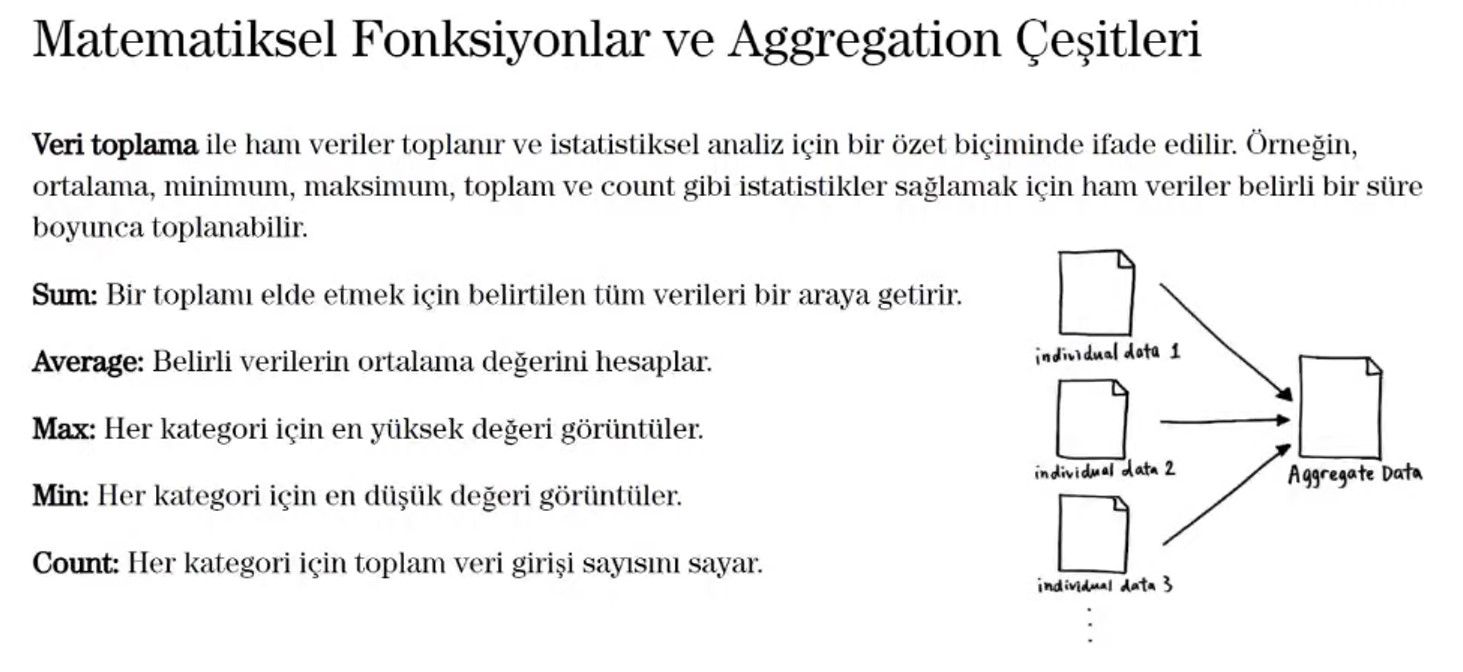 Matematiksel Fonksiyonlar ve Aggregation Çeşitleri
Veri toplama ile ham veriler toplanır ve istatistiksel analiz için bir özet biçiminde ifade edilir. Örneğin,
ortalama, minimum, maksimum, toplam ve count gibi istatistikler sağlamak için ham veriler belirli bir süre
boyunca toplanabilir.
Sum: Bir toplamı elde etmek için belirtilen tüm verileri bir araya getirir.
Average: Belirli verilerin ortalama değerini hesaplar.
Max: Her kategori için en yüksek değeri görüntüler.
Min: Her kategori için en düşük değeri görüntüler.
Count: Her kategori için toplam veri girişi sayısını sayar.
individual data 1
individual data 2
individual data 3
Aggregate Data